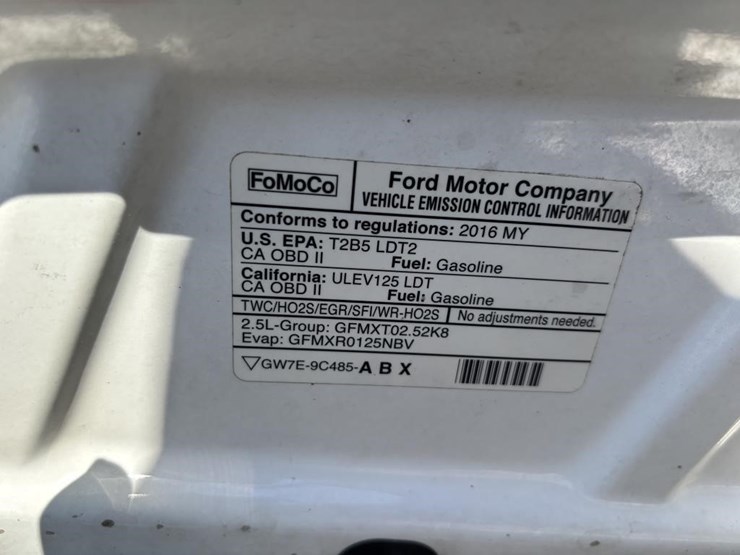 FoMoCo
Ford Motor Company
VEHICLE EMISSION CONTROL INFORMATION
Conforms to regulations: 2016 MY
U.S. EPA: T2B5 LDT2
CA OBD II Fuel: Gasoline
California: ULEV125 LDT
CA OBD II Fuel: Gasoline
TWC/HO2S/EGR/SFI/WR-HO2S No adjustments needed.
2.5L-Group: GFMXT02.52K8
Evap: GFMXR0125NBV
GW7E-9C485-A B X